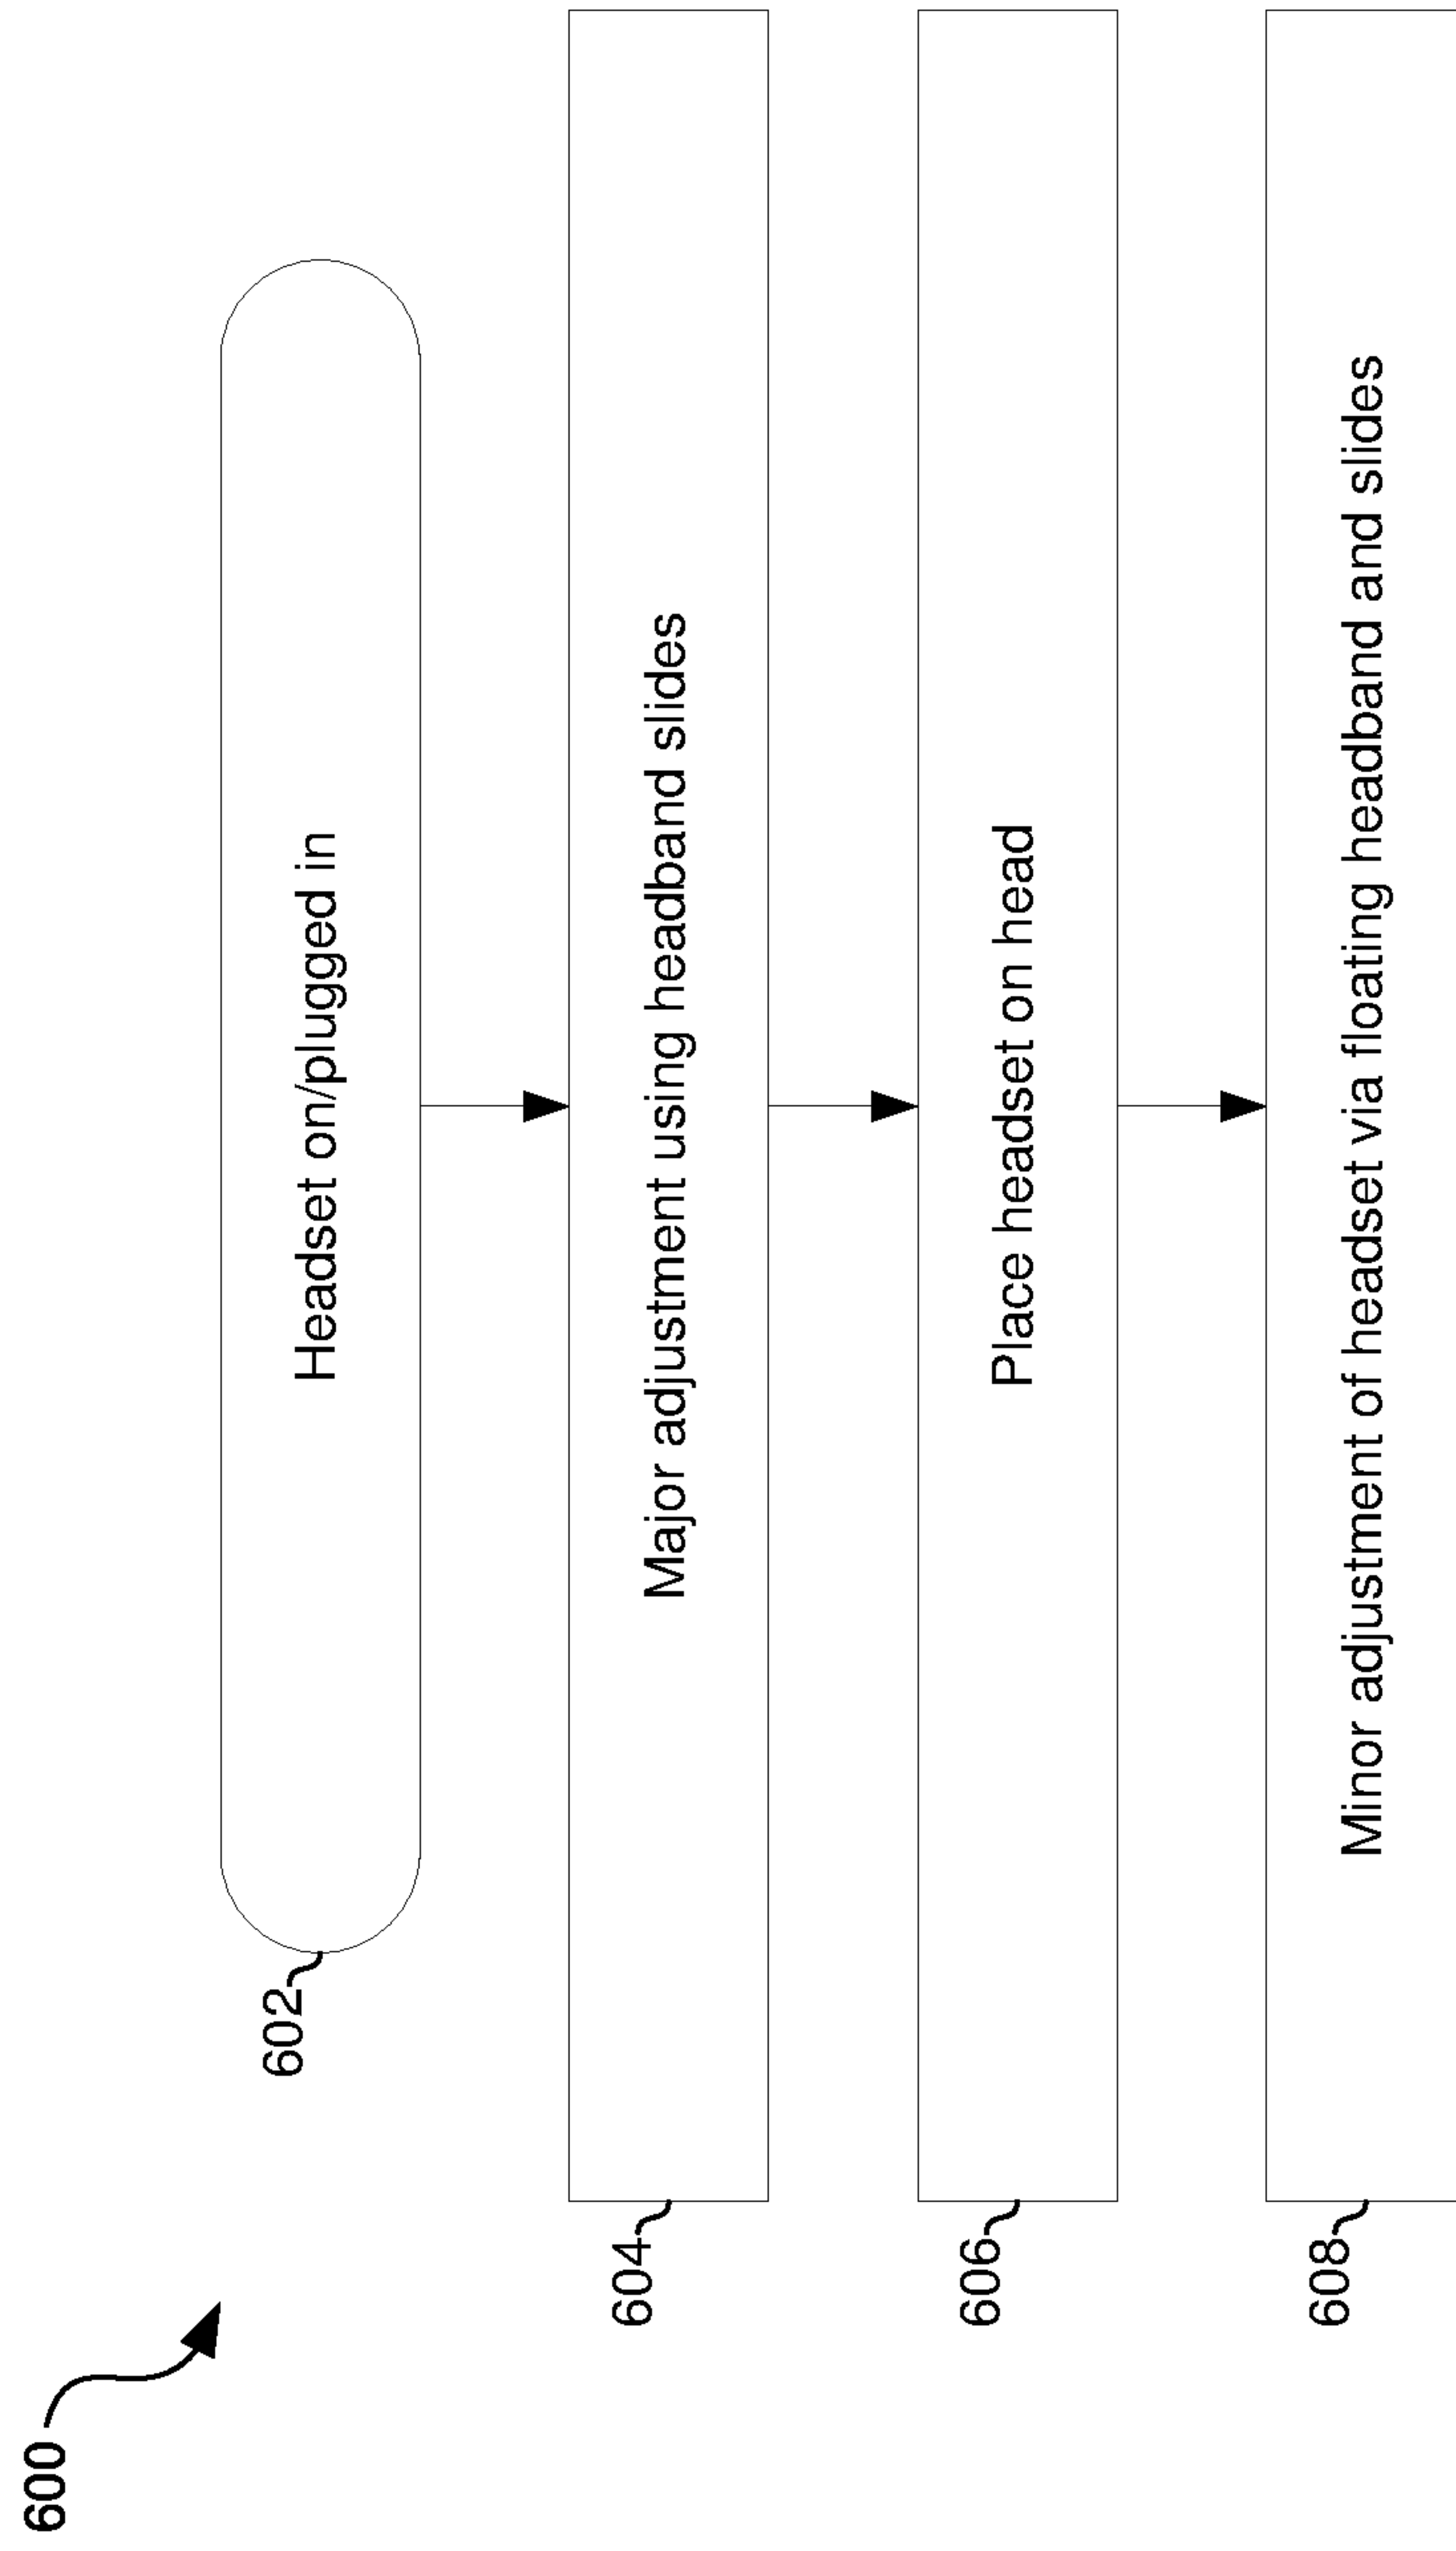 600
602
Headset on/plugged in
604
Major adjustment using headband slides
606
Place headset on head
608
Minor adjustment of headset via floating headband and slides